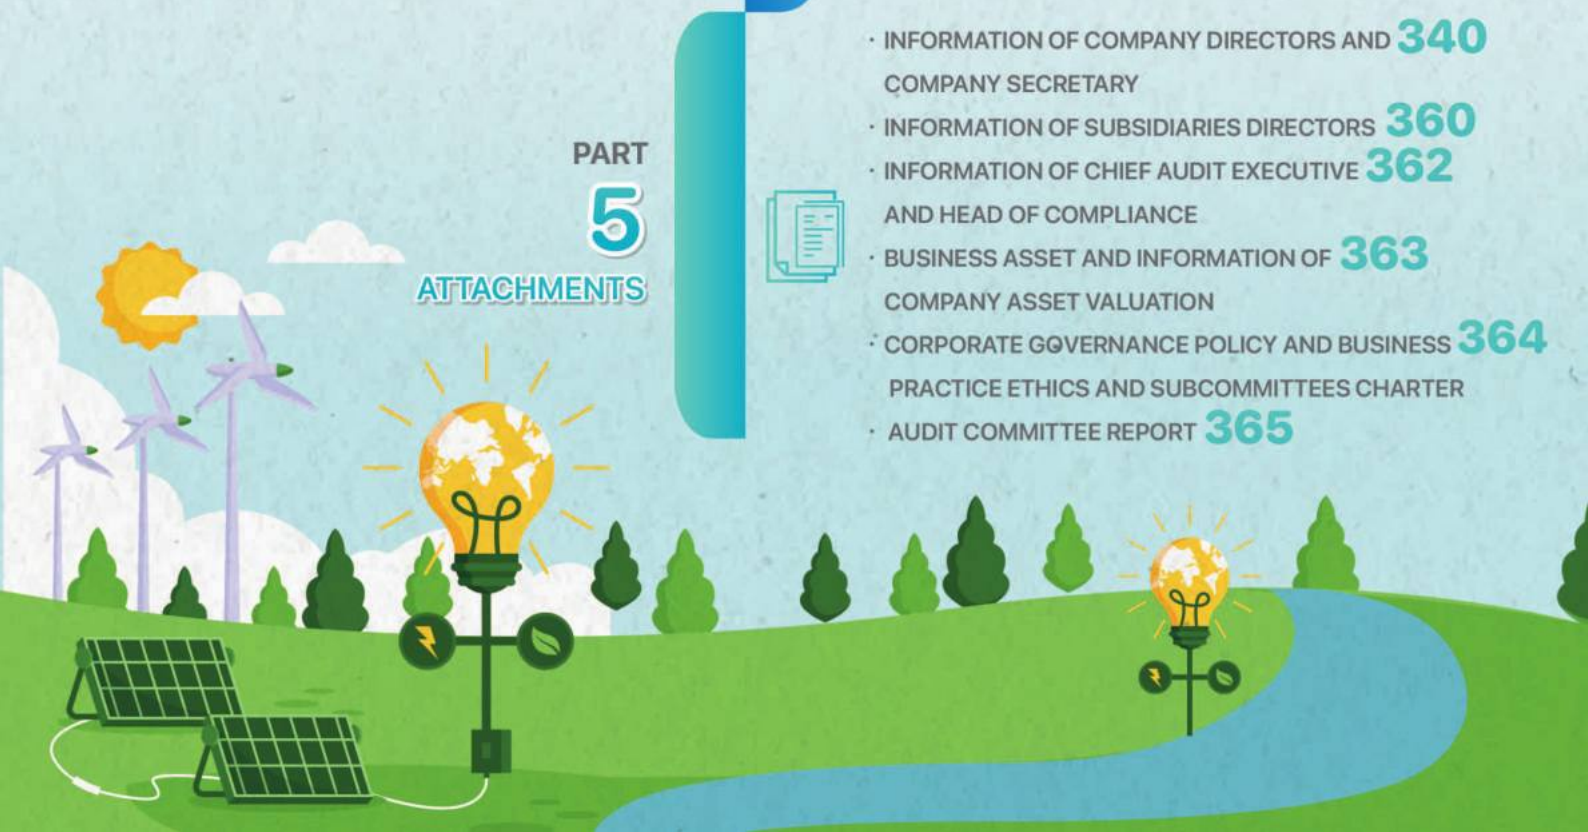 PART
5
ATTACHMENTS
· INFORMATION OF COMPANY DIRECTORS AND 340
COMPANY SECRETARY
· INFORMATION OF SUBSIDIARIES DIRECTORS 360
· INFORMATION OF CHIEF AUDIT EXECUTIVE 362
AND HEAD OF COMPLIANCE
· BUSINESS ASSET AND INFORMATION OF 363
COMPANY ASSET VALUATION
· CORPORATE GOVERNANCE POLICY AND BUSINESS 364
PRACTICE ETHICS AND SUBCOMMITTEES CHARTER
· AUDIT COMMITTEE REPORT 365